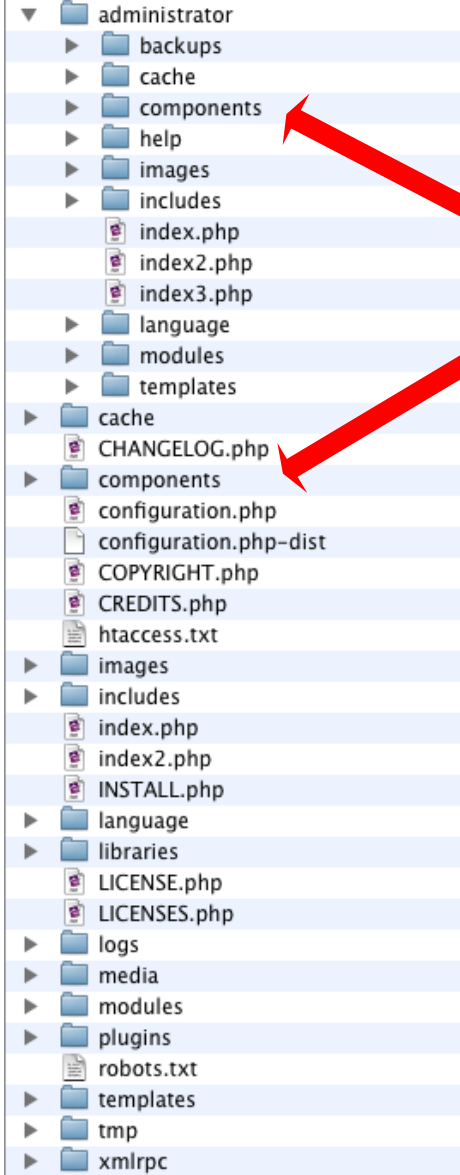 administrator
backups
cache
components
help
images
includes
index.php
index2.php
index3.php
language
modules
templates
cache
CHANGELOG.php
components
configuration.php
configuration.php-dist
COPYRIGHT.php
CREDITS.php
htaccess.txt
images
includes
index.php
index2.php
INSTALL.php
language
libraries
LICENSE.php
LICENSES.php
logs
media
modules
plugins
robots.txt
templates
tmp
xmlrpc